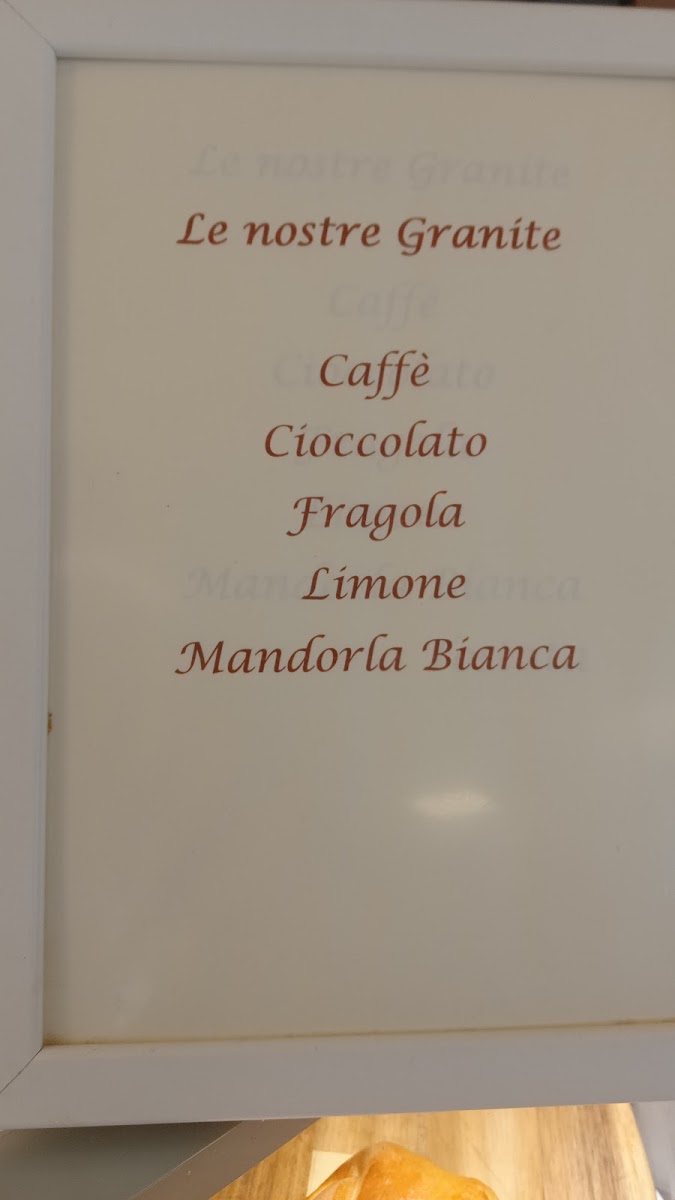 Le nostre Granite
Caffè
Cioccolato
Fragola
Limone
Mandorla Bianca